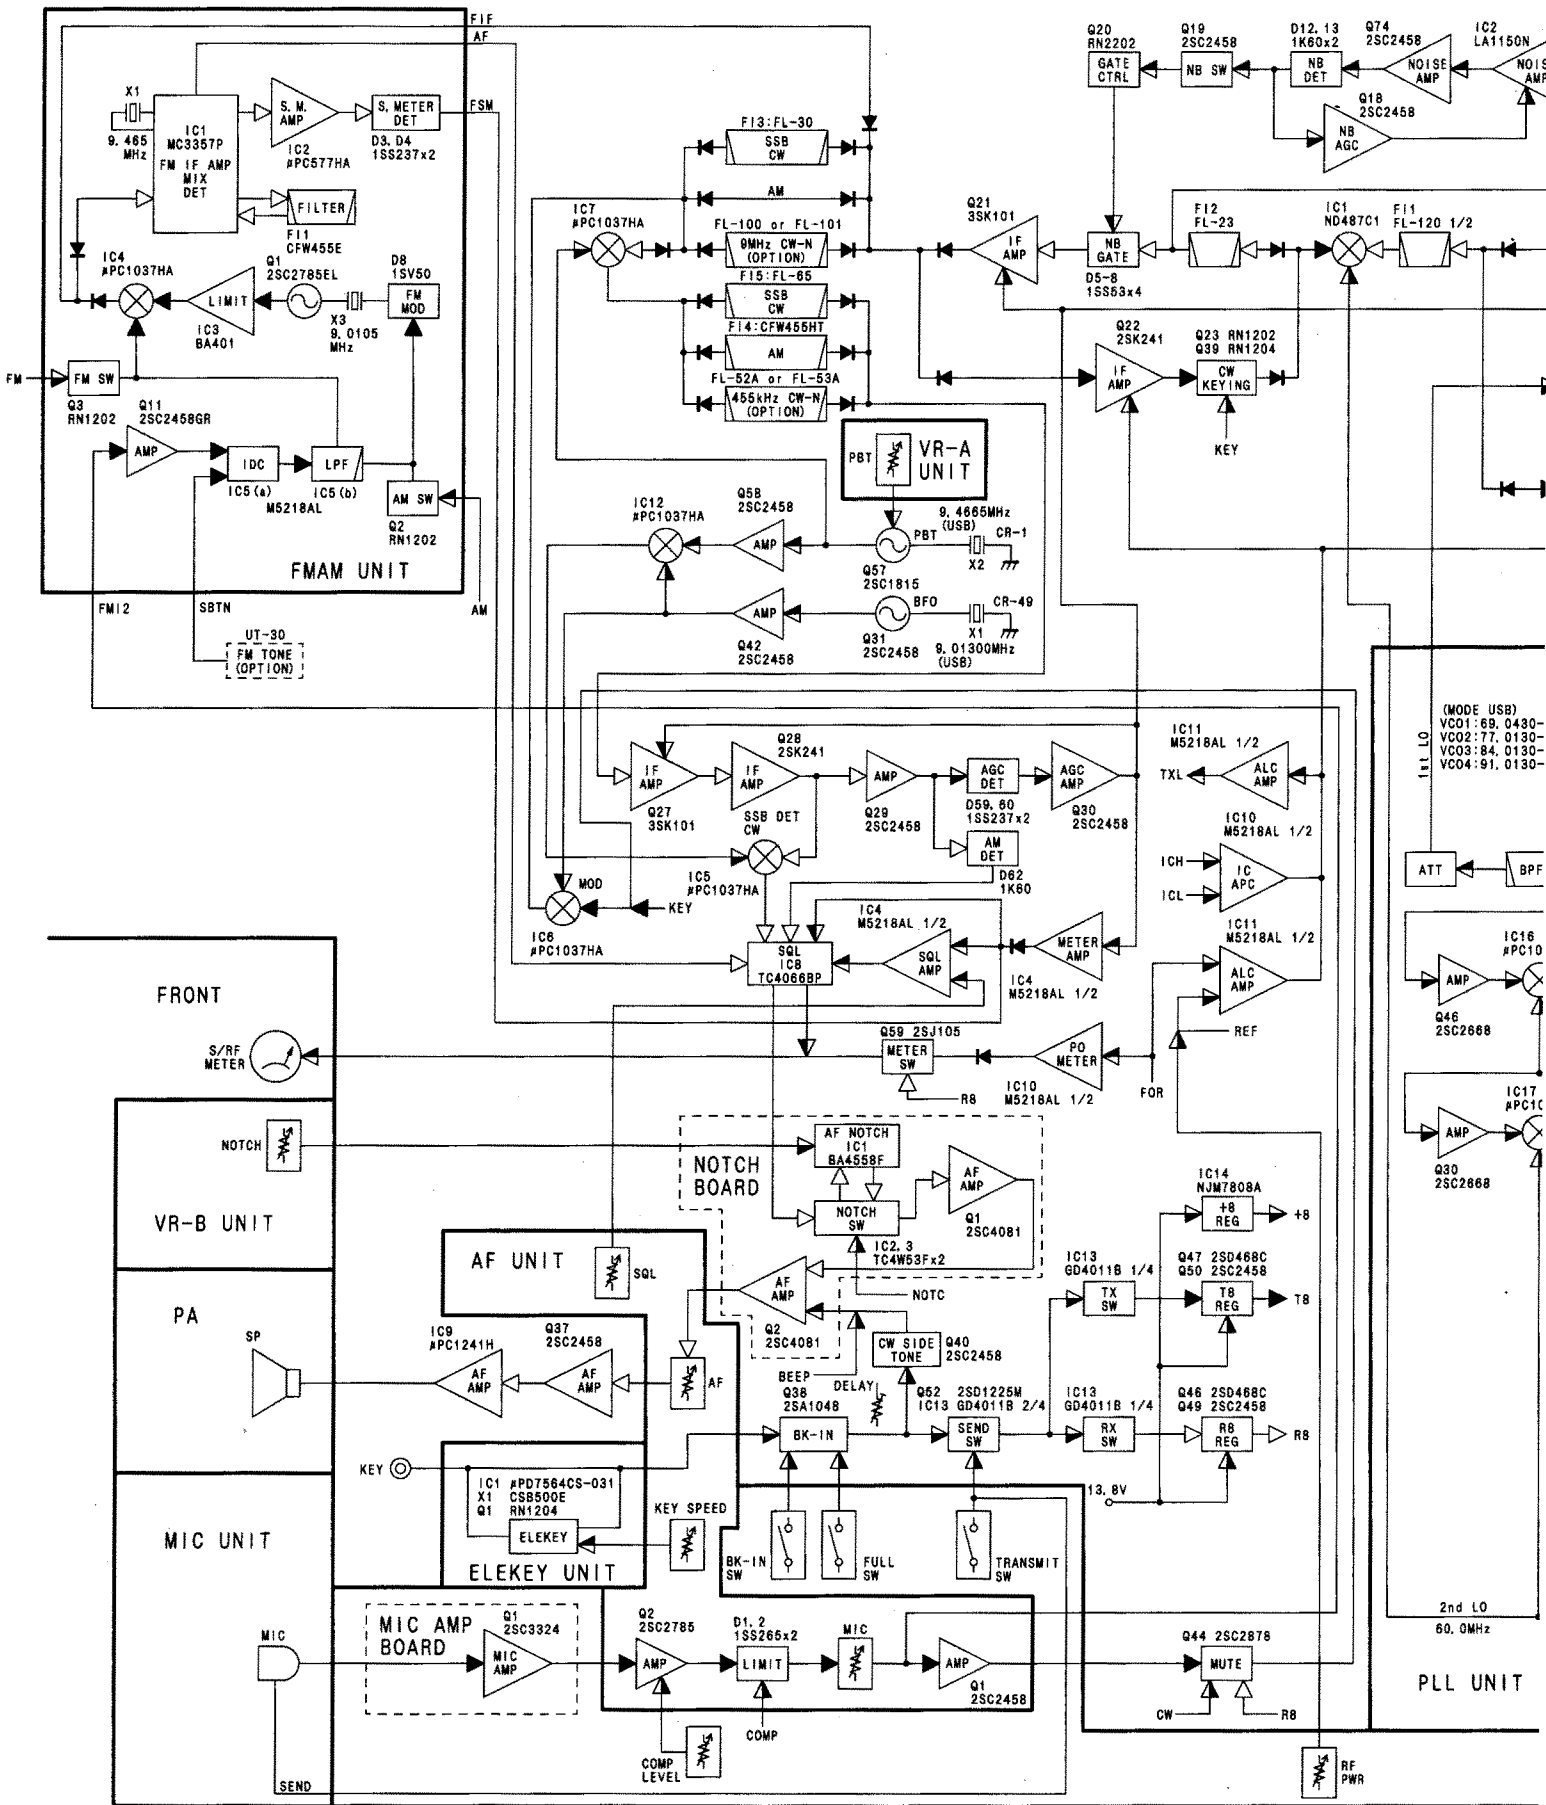 FIF
AF
X1
9.465
MHz
IC1
MC3357P
FM IF AMP
MIX
DET
S.M.
AMP
IC2
μPC577HA
S.METER
DET
D3.D4
1SS237x2
FSM
FILTER
FI1
CFW455E
IC4
μPC1037HA
Q1
2SC2785EL
D8
1SV50
LIMIT
IC3
BA401
X3
9.0105
MHz
FM
MOD
FM
FM SW
Q3
RN1202
Q11
2SC2458GR
AMP
IDC
IC5(a)
LPF
IC5(b)
M5218AL
AM SW
Q2
RN1202
FMAM UNIT
FMI2
SBTN
AM
UT-30
FM TONE
(OPTION)
FI3:FL-30
SSB
CW
AM
FL-100 or FL-101
9MHz CW-N
(OPTION)
FI5:FL-65
SSB
CW
FI4:CFW455HT
AM
FL-52A or FL-53A
455kHz CW-N
(OPTION)
IC7
μPC1037HA
Q20
RN2202
GATE
CTRL
Q19
2SC2458
NB SW
D12.13
1K60x2
NB
DET
Q74
2SC2458
NOISE
AMP
IC2
LA1150N
NOISE
AMP
Q18
2SC2458
NB
AGC
Q21
3SK101
IF
AMP
NB
GATE
D5-8
1SS53x4
FI2
FL-23
IC1
ND487C1
FI1
FL-120 1/2
Q22
2SK241
IF
AMP
Q23 RN1202
Q39 RN1204
CW
KEYING
KEY
PBT
VR-A
UNIT
IC12
μPC1037HA
Q58
2SC2458
AMP
PBT
Q57
2SC1815
9.4665MHz
(USB)
CR-1
X2
AMP
Q42
2SC2458
BFO
Q31
2SC2458
CR-49
X1
9.01300MHz
(USB)
IF
AMP
Q27
3SK101
Q28
2SK241
IF
AMP
SSB DET
CW
IC5
μPC1037HA
AMP
Q29
2SC2458
AGC
DET
D59.60
1SS237x2
AGC
AMP
Q30
2SC2458
AM
DET
D62
1K60
MOD
KEY
IC6
μPC1037HA
SQL
IC8
TC4066BP
IC4
M5218AL 1/2
SQL
AMP
METER
AMP
IC4
M5218AL 1/2
IC11
M5218AL 1/2
TXL
ALC
AMP
IC10
M5218AL 1/2
ICH
ICL
IC
APC
IC11
M5218AL 1/2
ALC
AMP
REF
1st LO
(MODE USB)
VCO1:69.0430-
VCO2:77.0130-
VCO3:84.0130-
VCO4:91.0130-
ATT
BPF
IC16
μPC10
AMP
Q46
2SC2668
IC17
μPC10
AMP
Q30
2SC2668
2nd LO
60.0MHz
PLL UNIT
FRONT
S/RF
METER
Q59 2SJ105
METER
SW
R8
PO
METER
IC10
M5218AL 1/2
FOR
NOTCH
VR-B UNIT
NOTCH
BOARD
AF NOTCH
IC1
BA4558F
NOTCH
SW
IC2.3
TC4W53Fx2
NOTC
AF
AMP
Q1
2SC4081
AF UNIT
SQL
AF
AMP
Q2
2SC4081
BEEP
CW SIDE
TONE
Q40
2SC2458
PA
SP
IC9
μPC1241H
AF
AMP
Q37
2SC2458
AF
AMP
AF
DELAY
Q38
2SA1048
BK-IN
Q52 2SD1225M
IC13 GD4011B 2/4
SEND
SW
IC13
GD4011B 1/4
TX
SW
IC13
GD4011B 1/4
RX
SW
IC14
NJM7808A
+8
REG
+8
Q47 2SD468C
Q50 2SC2458
T8
REG
T8
Q46 2SD468C
Q49 2SC2458
R8
REG
R8
13.8V
KEY
IC1 μPD7564CS-031
X1 CSB500E
Q1 RN1204
ELEKEY
ELEKEY UNIT
KEY SPEED
BK-IN
SW
FULL
SW
TRANSMIT
SW
MIC UNIT
MIC
SEND
MIC AMP
BOARD
Q1
2SC3324
MIC
AMP
Q2
2SC2785
AMP
COMP
LEVEL
D1.2
1SS265x2
LIMIT
COMP
MIC
AMP
Q1
2SC2458
Q44 2SC2878
MUTE
CW
R8
RF
PWR